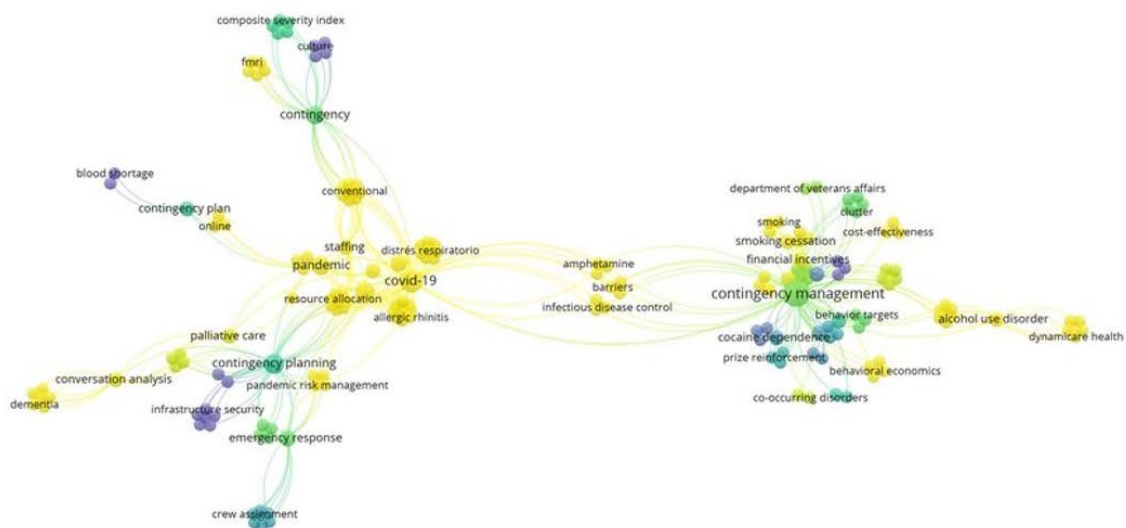 composite severity index
culture
fmri
contingency
blood shortage
conventional
contingency plan
online
staffing
distrés respiratorio
pandemic
covid-19
resource allocation
allergic rhinitis
palliative care
contingency planning
conversation analysis
pandemic risk management
dementia
infrastructure security
emergency response
crew assignment
amphetamine
barriers
infectious disease control
department of veterans affairs
smoking
clutter
cost-effectiveness
smoking cessation
financial incentives
contingency management
behavior targets
alcohol use disorder
cocaine dependence
dynamicare health
prize reinforcement
behavioral economics
co-occurring disorders